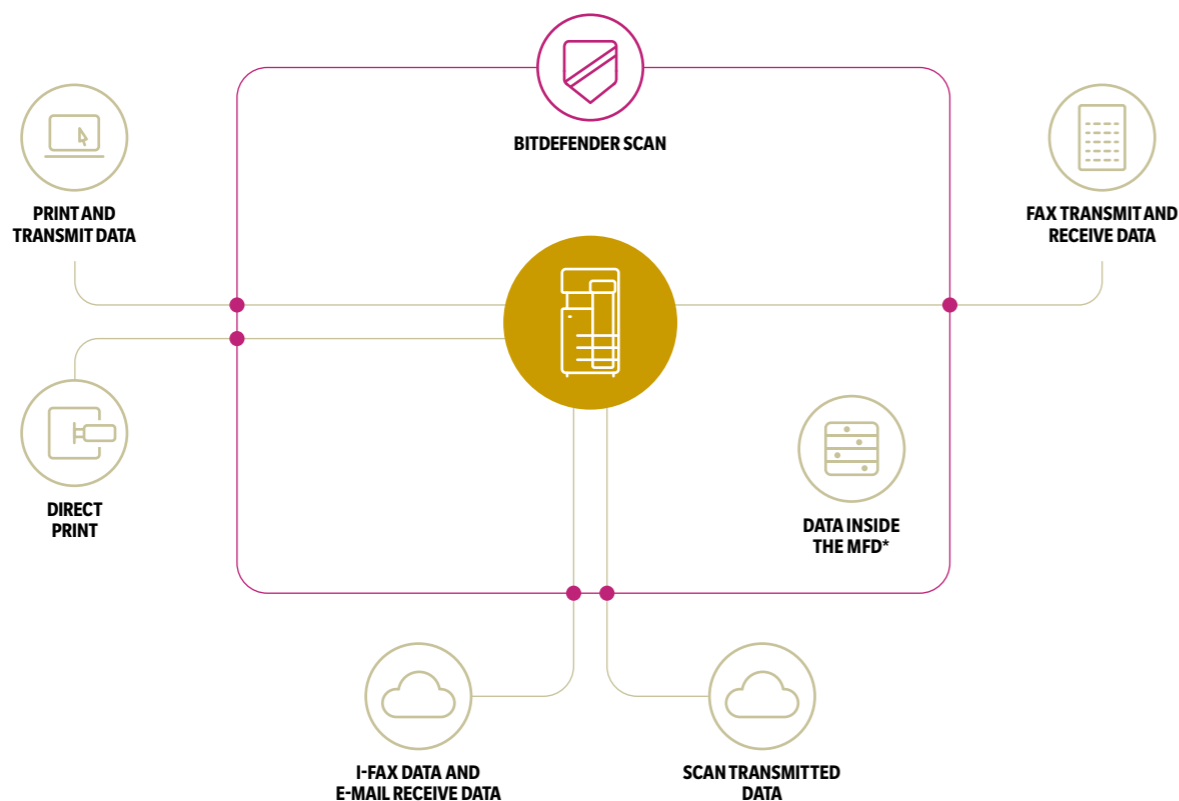 BITDEFENDER SCAN
PRINT AND
TRANSMIT DATA
FAX TRANSMIT AND
RECEIVE DATA
DIRECT
PRINT
DATA INSIDE
THE MFD*
I-FAX DATA AND
E-MAIL RECEIVE DATA
SCAN TRANSMITTED
DATA